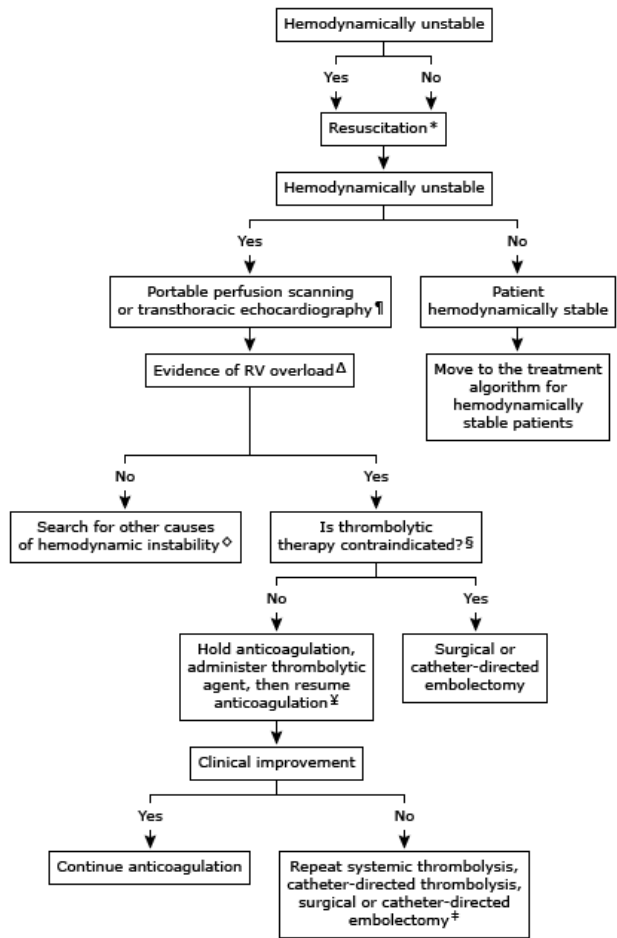 Hemodynamically unstable
Yes
No
Resuscitation*
Hemodynamically unstable
Yes
No
Portable perfusion scanning
or transthoracic echocardiography¶
Patient
hemodynamically stable
Evidence of RV overloadΔ
Move to the treatment
algorithm for
hemodynamically
stable patients
No
Yes
Search for other causes
of hemodynamic instability◇
Is thrombolytic
therapy contraindicated?§
No
Yes
Hold anticoagulation,
administer thrombolytic
agent, then resume
anticoagulation¥
Surgical or
catheter-directed
embolectomy
Clinical improvement
Yes
No
Continue anticoagulation
Repeat systemic thrombolysis,
catheter-directed thrombolysis,
surgical or catheter-directed
embolectomy‡